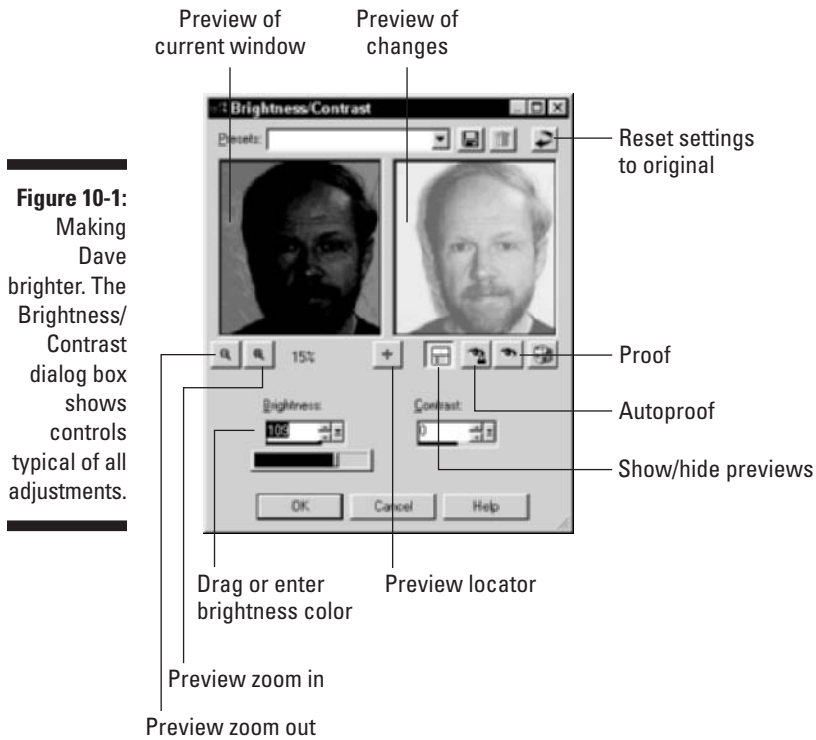 Preview of
current window
Preview of
changes
Brightness/Contrast
Presets:
Reset settings
to original
Figure 10-1:
Making
Dave
brighter. The
Brightness/
Contrast
dialog box
shows
controls
typical of all
adjustments.
15%
Proof
Autoproof
Show/hide previews
Brightness:
Contrast:
109
0
OK
Cancel
Help
Drag or enter
brightness color
Preview locator
Preview zoom in
Preview zoom out